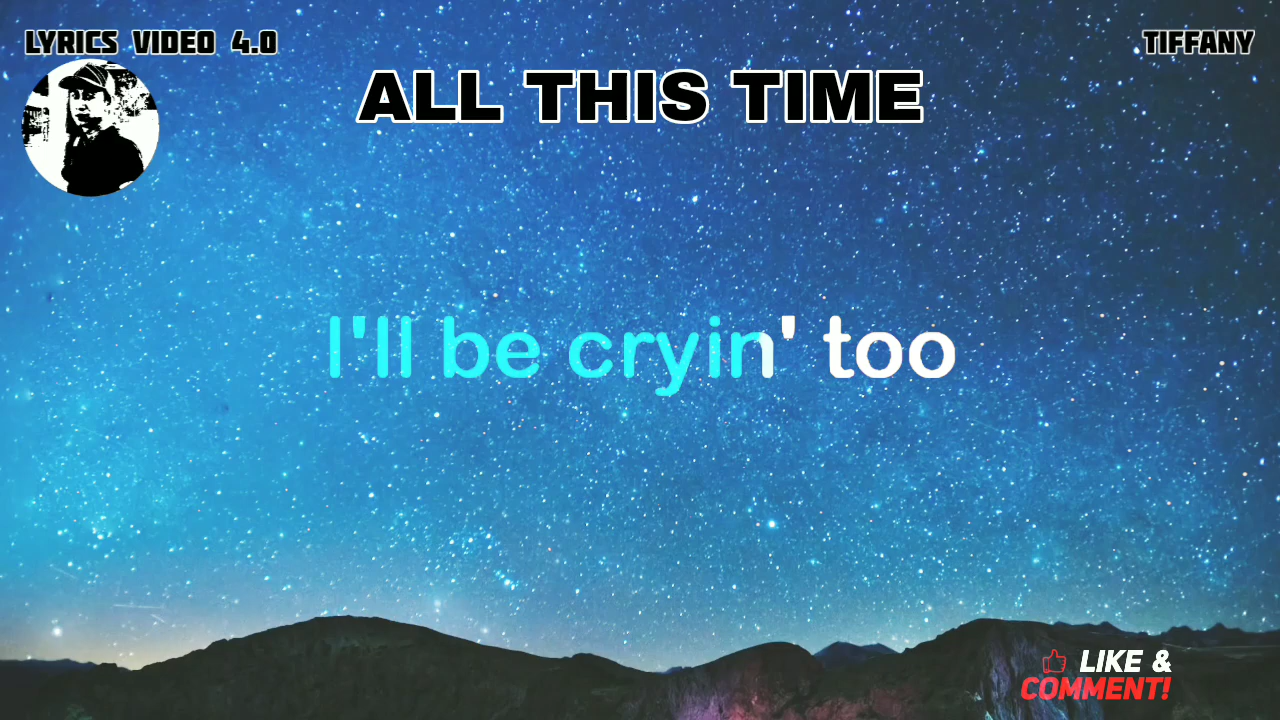 LYRICS VIDEO 4.0
TIFFANY
ALL THIS TIME
I'll be cryin' too
LIKE &
COMMENT!